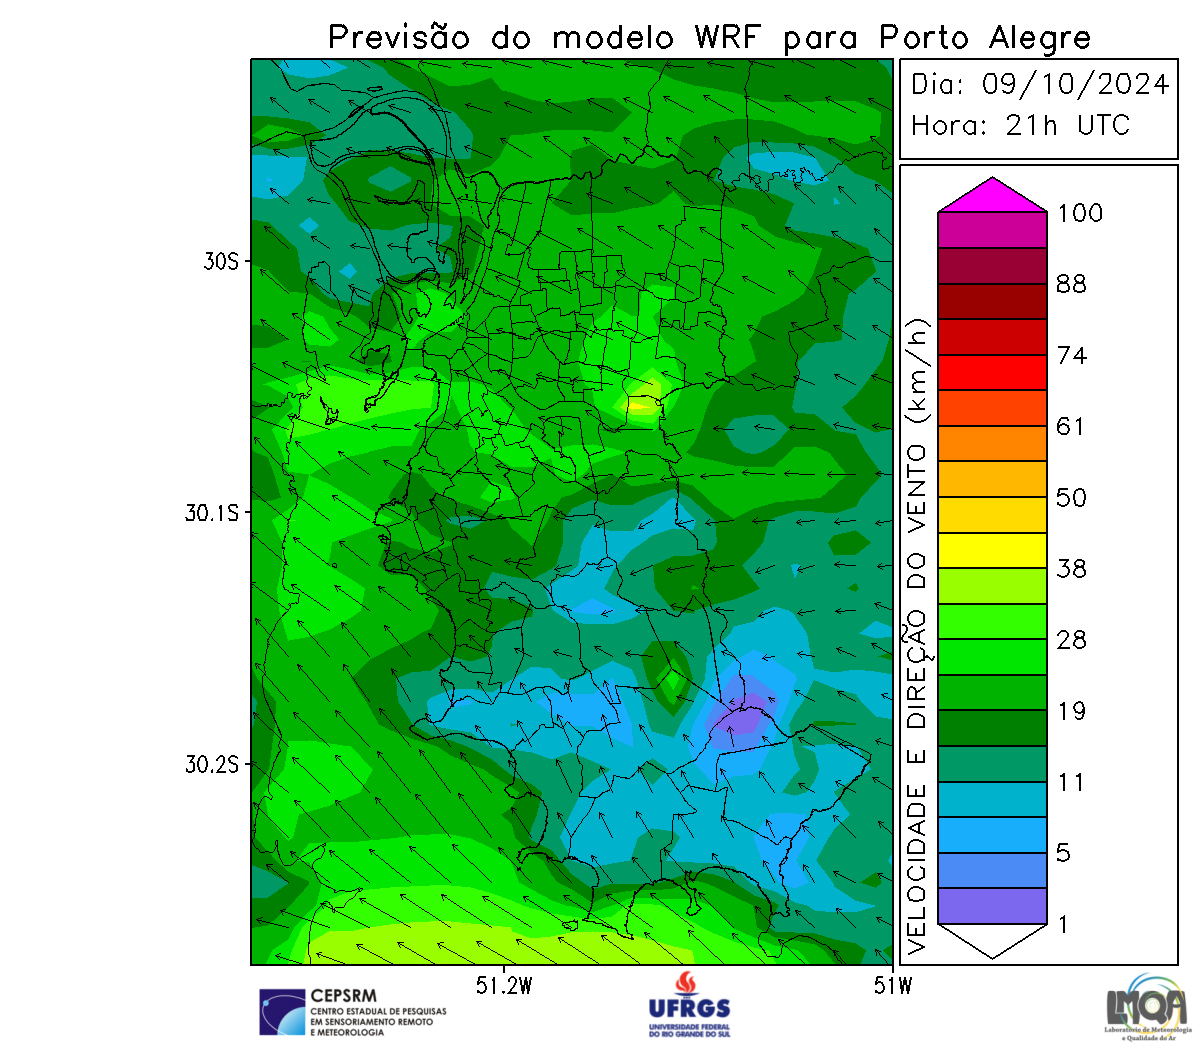 Previsão do modelo WRF para Porto Alegre
Dia: 09/10/2024
Hora: 21h UTC
100
88
74
61
50
38
28
19
11
5
1
VELOCIDADE E DIREÇÃO DO VENTO (km/h)
30S
30.1S
30.2S
51.2W
51W
CEPSRM
CENTRO ESTADUAL DE PESQUISAS
EM SENSORIAMENTO REMOTO
E METEOROLOGIA
UFRGS
UNIVERSIDADE FEDERAL
DO RIO GRANDE DO SUL
LMQA
Laboratório de Meteorologia
e Qualidade do Ar